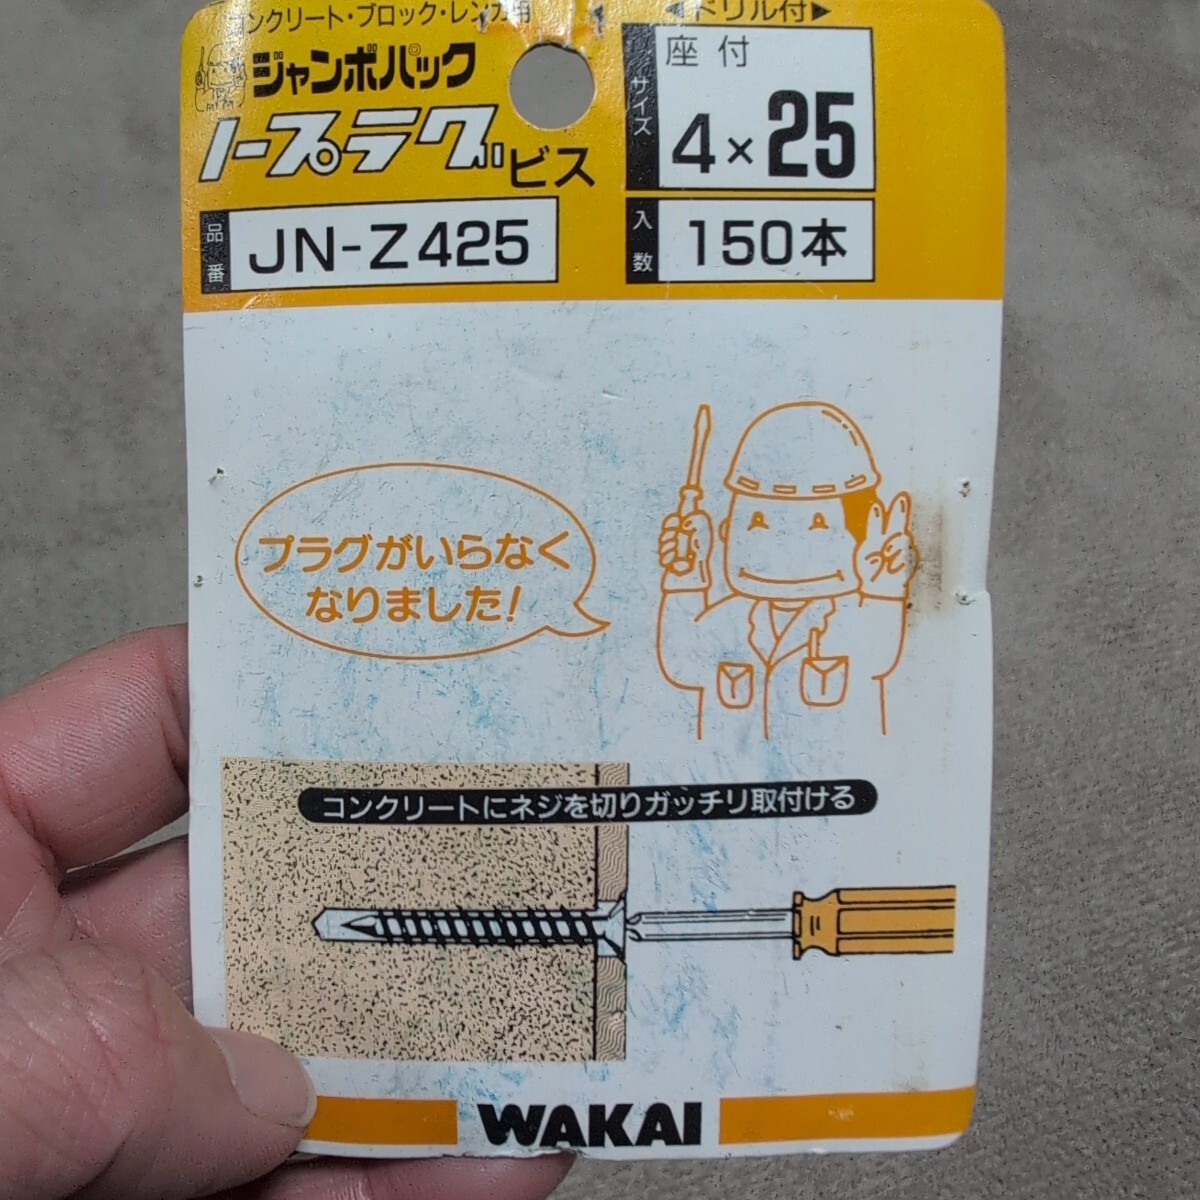 コンクリート・ブロック・レンガ用
◀ドリル付▶
ジャンボパック
ノープラグ ビス
サイズ
座付
4×25
品番
JN-Z425
入数
150本
プラグがいらなく
なりました!
コンクリートにネジを切りガッチリ取付ける
WAKAI